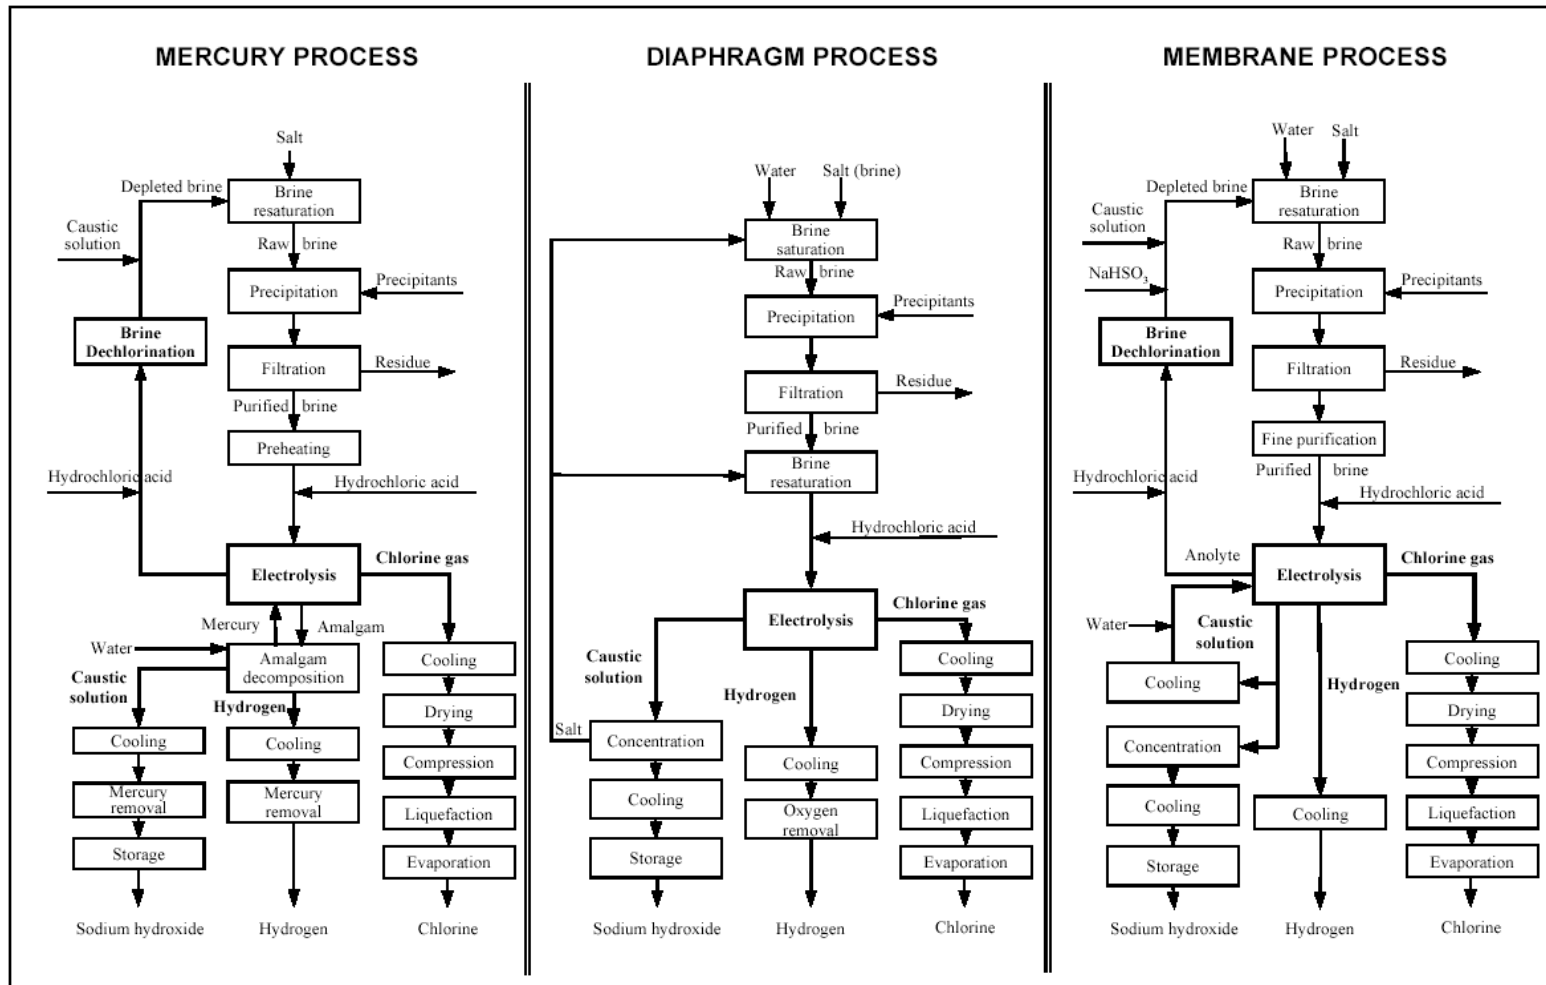 MERCURY PROCESS
Salt
Depleted brine
Brine
resaturation
Caustic
solution
Raw brine
Precipitation
Precipitants
Brine
Dechlorination
Filtration
Residue
Purified brine
Preheating
Hydrochloric acid
Hydrochloric acid
Electrolysis
Chlorine gas
Mercury
Amalgam
Water
Amalgam
decomposition
Caustic
solution
Hydrogen
Cooling
Mercury
removal
Storage
Sodium hydroxide
Cooling
Mercury
removal
Hydrogen
Cooling
Drying
Compression
Liquefaction
Evaporation
Chlorine
DIAPHRAGM PROCESS
Water
Salt (brine)
Brine
saturation
Raw brine
Precipitation
Precipitants
Filtration
Residue
Purified brine
Brine
resaturation
Hydrochloric acid
Electrolysis
Chlorine gas
Caustic
solution
Hydrogen
Salt
Concentration
Cooling
Storage
Sodium hydroxide
Cooling
Oxygen
removal
Hydrogen
Cooling
Drying
Compression
Liquefaction
Evaporation
Chlorine
MEMBRANE PROCESS
Water
Salt
Depleted brine
Brine
resaturation
Caustic
solution
Raw brine
NaHSO3
Precipitation
Precipitants
Brine
Dechlorination
Filtration
Residue
Fine purification
Purified brine
Hydrochloric acid
Hydrochloric acid
Anolyte
Electrolysis
Chlorine gas
Water
Caustic
solution
Cooling
Hydrogen
Concentration
Cooling
Storage
Sodium hydroxide
Cooling
Hydrogen
Cooling
Drying
Compression
Liquefaction
Evaporation
Chlorine